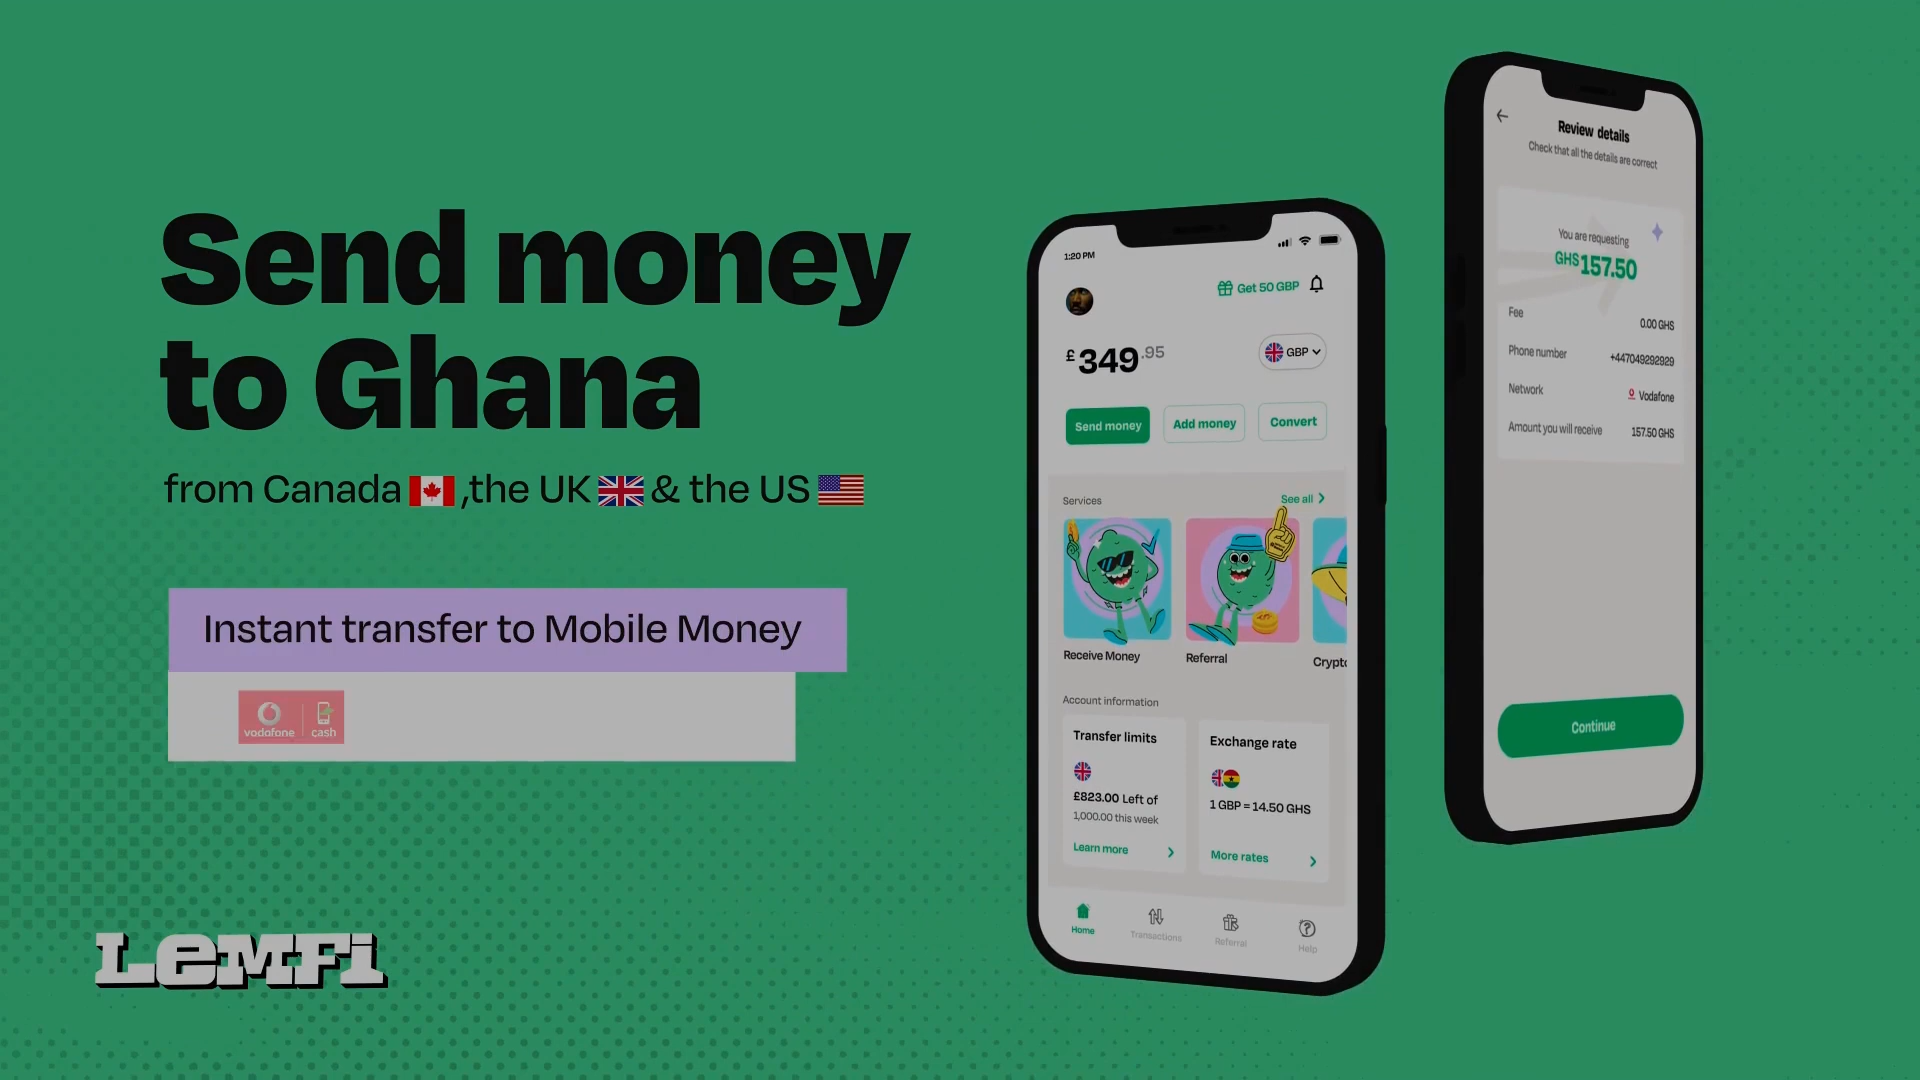 Send money
to Ghana
from Canada ,the UK & the US
Instant transfer to Mobile Money
vodafone cash
LemFi
1:20 PM
Get 50 GBP
£349.95
GBP
Send money
Add money
Convert
Services
See all
Receive Money
Referral
Crypto
Account information
Transfer limits
£823.00 Left of
1,000.00 this week
Learn more
Exchange rate
1 GBP = 14.50 GHS
More rates
Home
Transactions
Referral
Help
Review details
Check that all the details are correct
You are requesting
GHS157.50
Fee
0.00 GHS
Phone number
+447049292929
Network
Vodafone
Amount you will receive
157.50 GHS
Continue